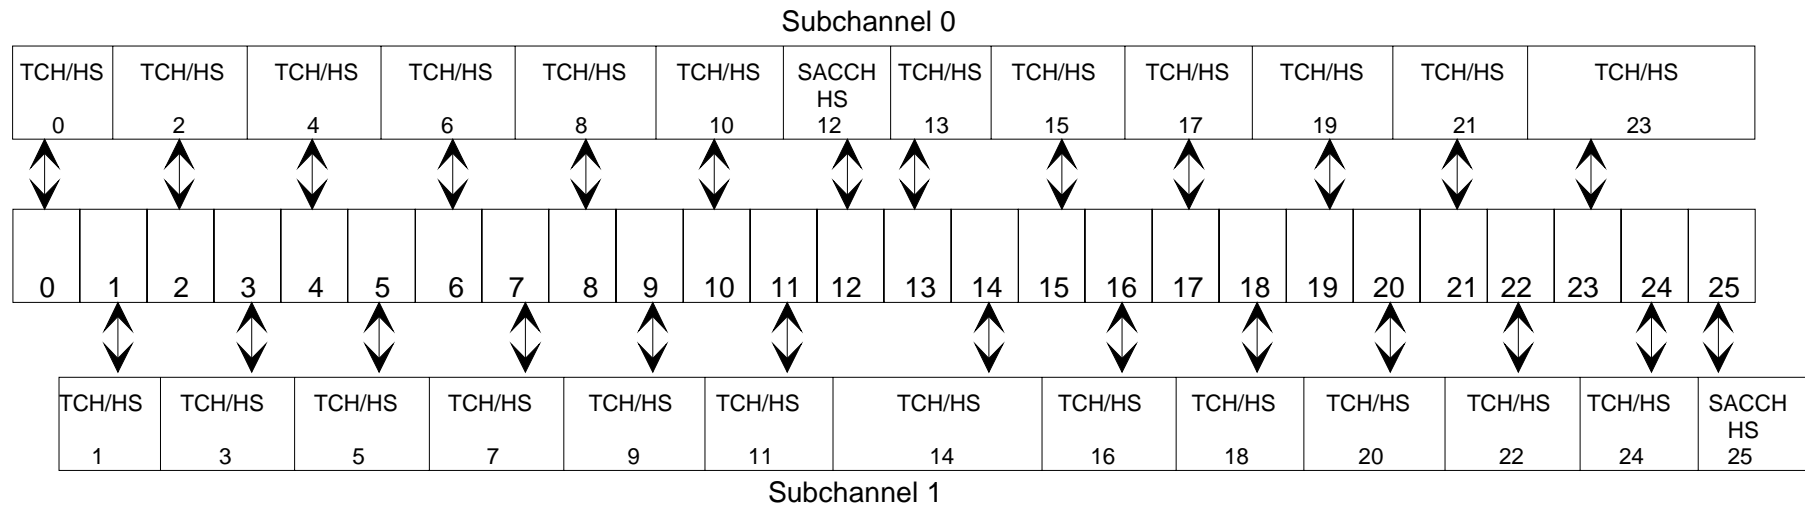 Subchannel 0
TCH/HS TCH/HS TCH/HS TCH/HS TCH/HS TCH/HS SACCH TCH/HS TCH/HS TCH/HS TCH/HS TCH/HS TCH/HS
HS
0 2 4 6 8 10 12 13 15 17 19 21 23
0 1 2 3 4 5 6 7 8 9 10 11 12 13 14 15 16 17 18 19 20 21 22 23 24 25
TCH/HS TCH/HS TCH/HS TCH/HS TCH/HS TCH/HS TCH/HS TCH/HS TCH/HS TCH/HS TCH/HS TCH/HS SACCH
HS
1 3 5 7 9 11 14 16 18 20 22 24 25
Subchannel 1